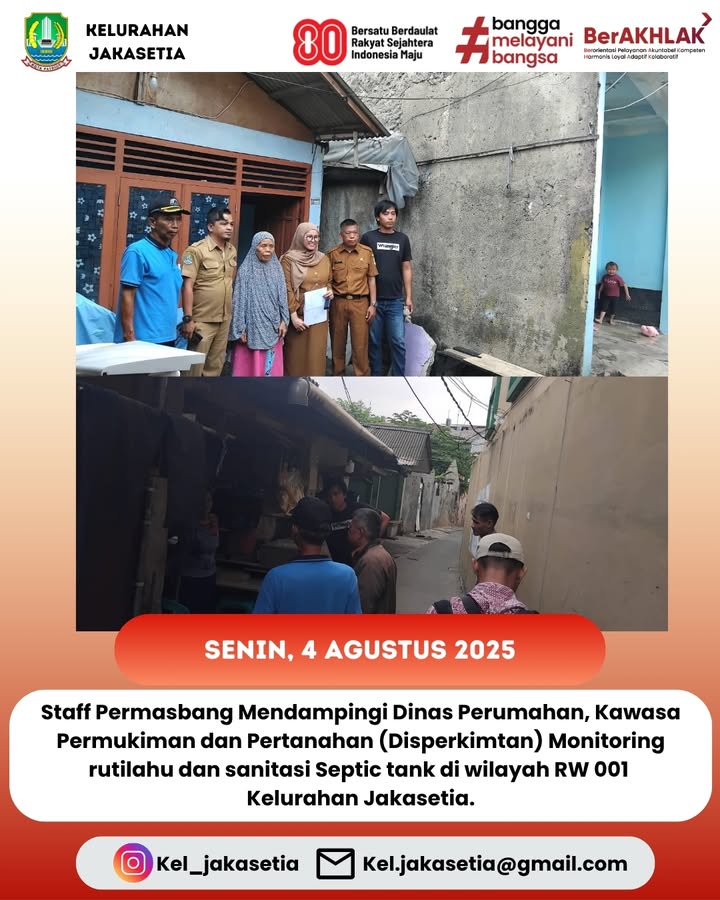 KELURAHAN
JAKASETIA
80
Bersatu Berdaulat
Rakyat Sejahtera
Indonesia Maju
#bangga
melayani
bangsa
BerAKHLAK
Berorientasi Pelayanan Akuntabel Kompeten
Harmonis Loyal Adaptif Kolaboratif
SENIN, 4 AGUSTUS 2025
Staff Permasbang Mendampingi Dinas Perumahan, Kawasa
Permukiman dan Pertanahan (Disperkimtan) Monitoring
rutilahu dan sanitasi Septic tank di wilayah RW 001
Kelurahan Jakasetia.
Kel_jakasetia
Kel.jakasetia@gmail.com